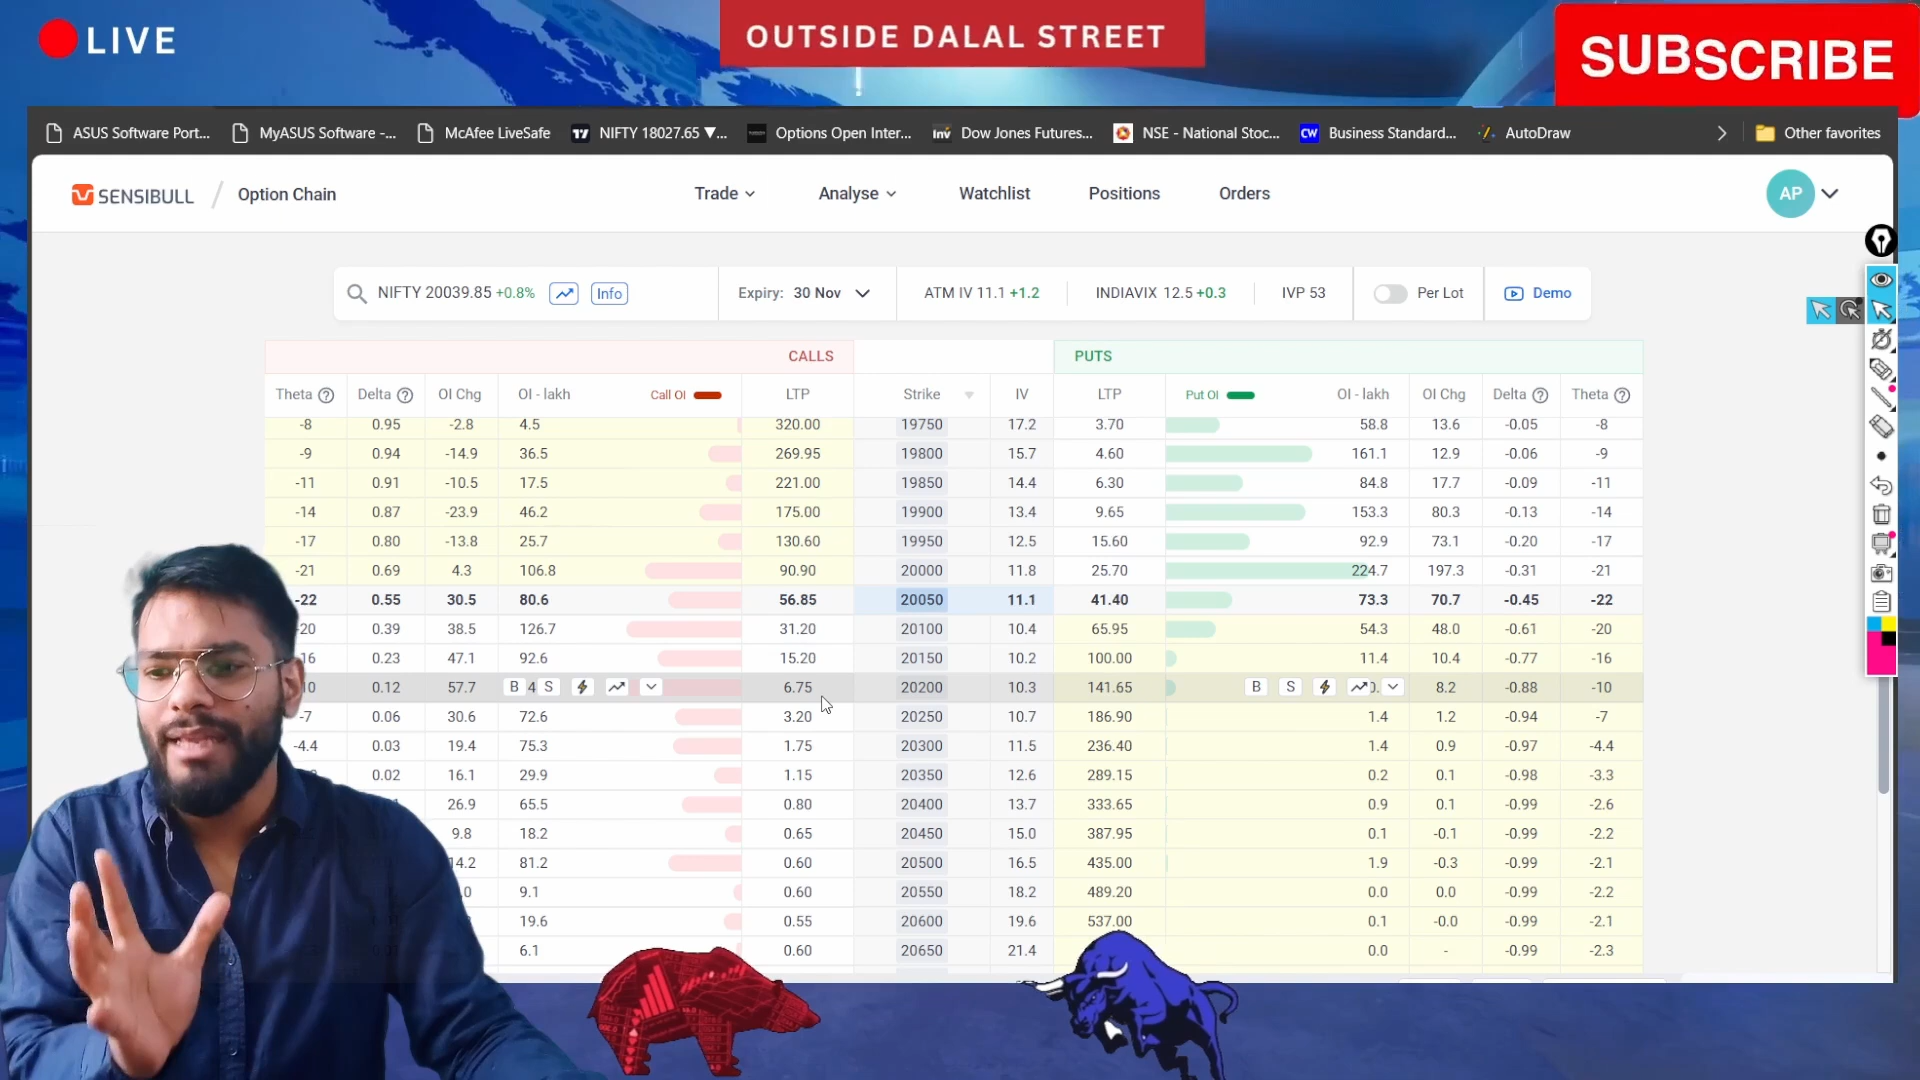 LIVE
OUTSIDE DALAL STREET
SUBSCRIBE
ASUS Software Port... MyASUS Software -... McAfee LiveSafe NIFTY 18027.65 ▼... Options Open Inter... Dow Jones Futures... NSE - National Stoc... Business Standard... AutoDraw Other favorites
SENSIBULL / Option Chain Trade Analyse Watchlist Positions Orders AP
NIFTY 20039.85 +0.8% Info Expiry: 30 Nov ATM IV 11.1 +1.2 INDIAVIX 12.5 +0.3 IVP 53 Per Lot Demo
CALLS PUTS
Theta Delta OI Chg OI - lakh Call OI LTP Strike IV LTP Put OI OI - lakh OI Chg Delta Theta
-8 0.95 -2.8 4.5 320.00 19750 17.2 3.70 58.8 13.6 -0.05 -8
-9 0.94 -14.9 36.5 269.95 19800 15.7 4.60 161.1 12.9 -0.06 -9
-11 0.91 -10.5 17.5 221.00 19850 14.4 6.30 84.8 17.7 -0.09 -11
-14 0.87 -23.9 46.2 175.00 19900 13.4 9.65 153.3 80.3 -0.13 -14
-17 0.80 -13.8 25.7 130.60 19950 12.5 15.60 92.9 73.1 -0.20 -17
-21 0.69 4.3 106.8 90.90 20000 11.8 25.70 224.7 197.3 -0.31 -21
-22 0.55 30.5 80.6 56.85 20050 11.1 41.40 73.3 70.7 -0.45 -22
-20 0.39 38.5 126.7 31.20 20100 10.4 65.95 54.3 48.0 -0.61 -20
16 0.23 47.1 92.6 15.20 20150 10.2 100.00 11.4 10.4 -0.77 -16
10 0.12 57.7 B 4 S 6.75 20200 10.3 141.65 B S 8.2 -0.88 -10
-7 0.06 30.6 72.6 3.20 20250 10.7 186.90 1.4 1.2 -0.94 -7
-4.4 0.03 19.4 75.3 1.75 20300 11.5 236.40 1.4 0.9 -0.97 -4.4
0.02 16.1 29.9 1.15 20350 12.6 289.15 0.2 0.1 -0.98 -3.3
26.9 65.5 0.80 20400 13.7 333.65 0.9 0.1 -0.99 -2.6
9.8 18.2 0.65 20450 15.0 387.95 0.1 -0.1 -0.99 -2.2
14.2 81.2 0.60 20500 16.5 435.00 1.9 -0.3 -0.99 -2.1
.0 9.1 0.60 20550 18.2 489.20 0.0 0.0 -0.99 -2.2
19.6 0.55 20600 19.6 537.00 0.1 -0.0 -0.99 -2.1
6.1 0.60 20650 21.4 0.0 - -0.99 -2.3